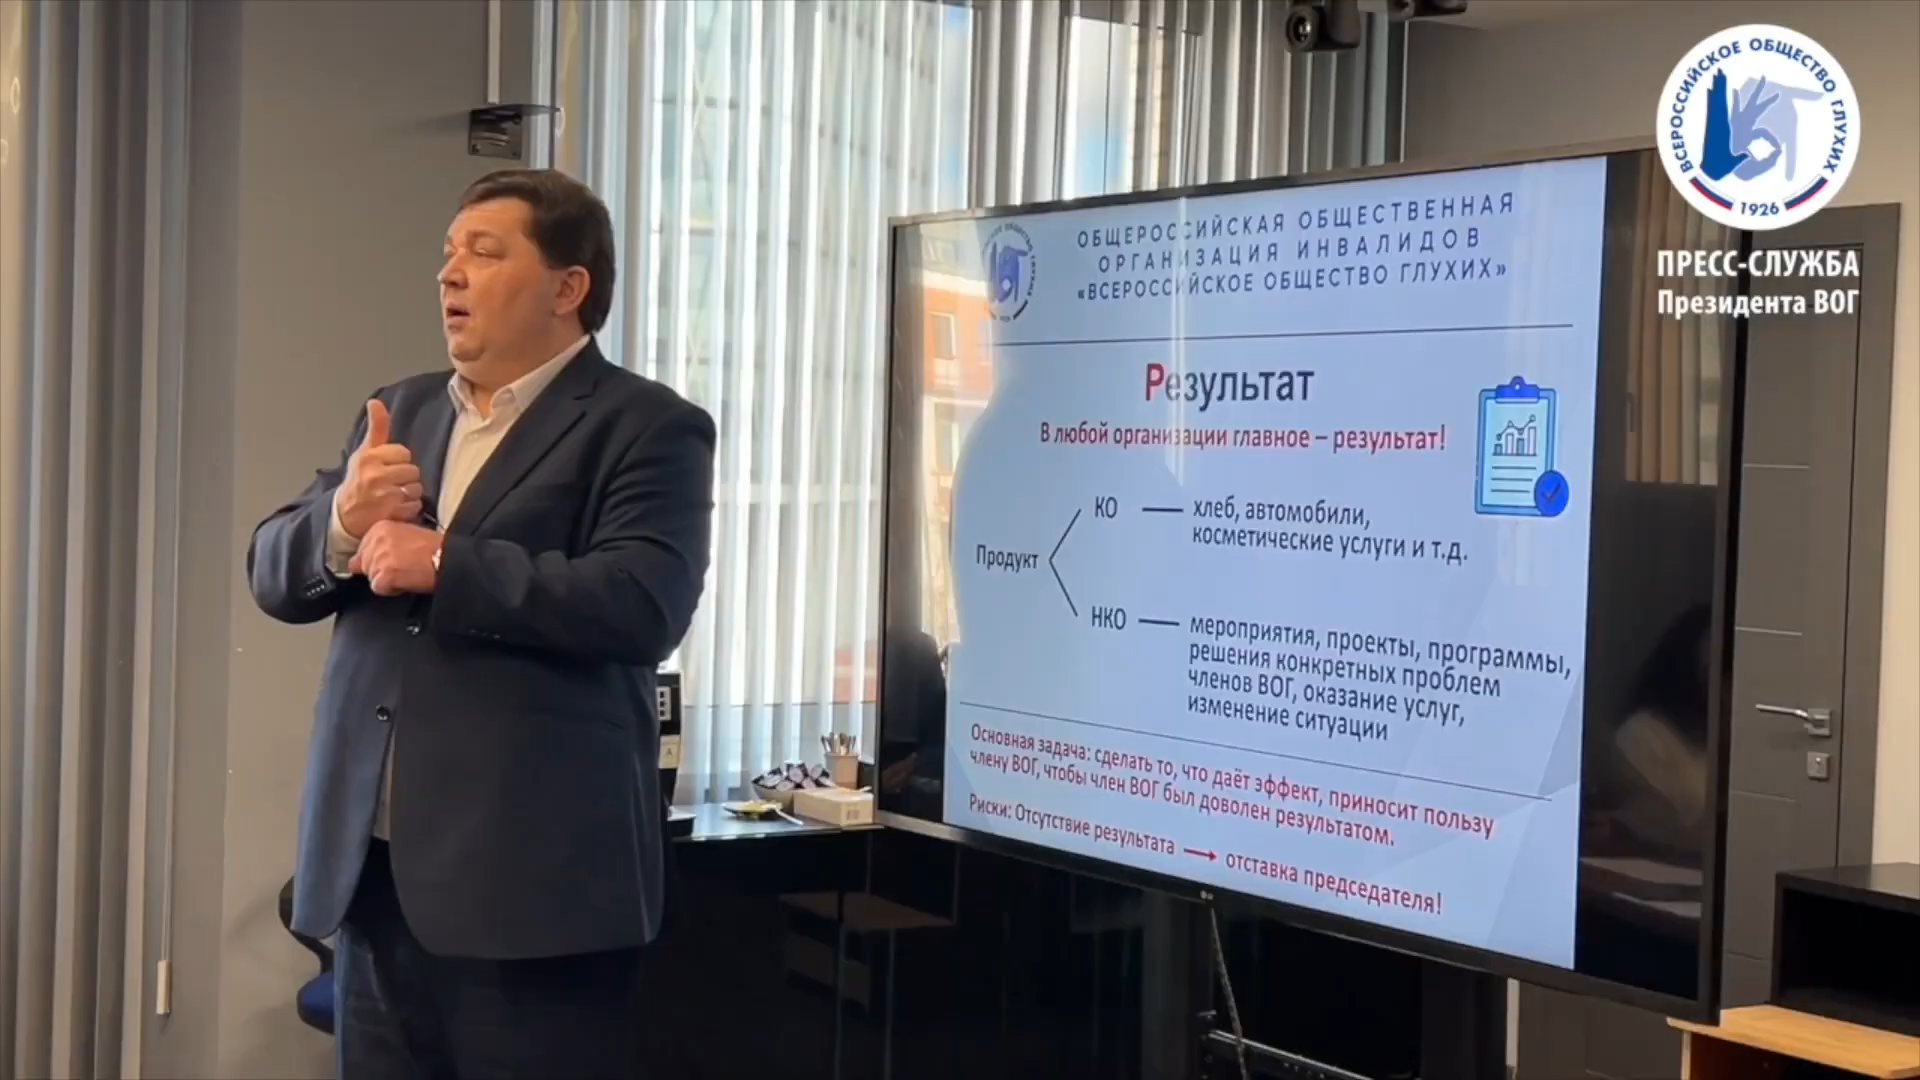 ВСЕРОССИЙСКОЕ ОБЩЕСТВО ГЛУХИХ
1926
ПРЕСС-СЛУЖБА
Президента ВОГ
ОБЩЕРОССИЙСКАЯ ОБЩЕСТВЕННАЯ
ОРГАНИЗАЦИЯ ИНВАЛИДОВ
«ВСЕРОССИЙСКОЕ ОБЩЕСТВО ГЛУХИХ»
Результат
В любой организации главное – результат!
Продукт
КО — хлеб, автомобили,
косметические услуги и т.д.
НКО — мероприятия, проекты, программы,
решения конкретных проблем
членов ВОГ, оказание услуг,
изменение ситуации
Основная задача: сделать то, что даёт эффект, приносит пользу
члену ВОГ, чтобы член ВОГ был доволен результатом.
Риски: Отсутствие результата → отставка председателя!
LG